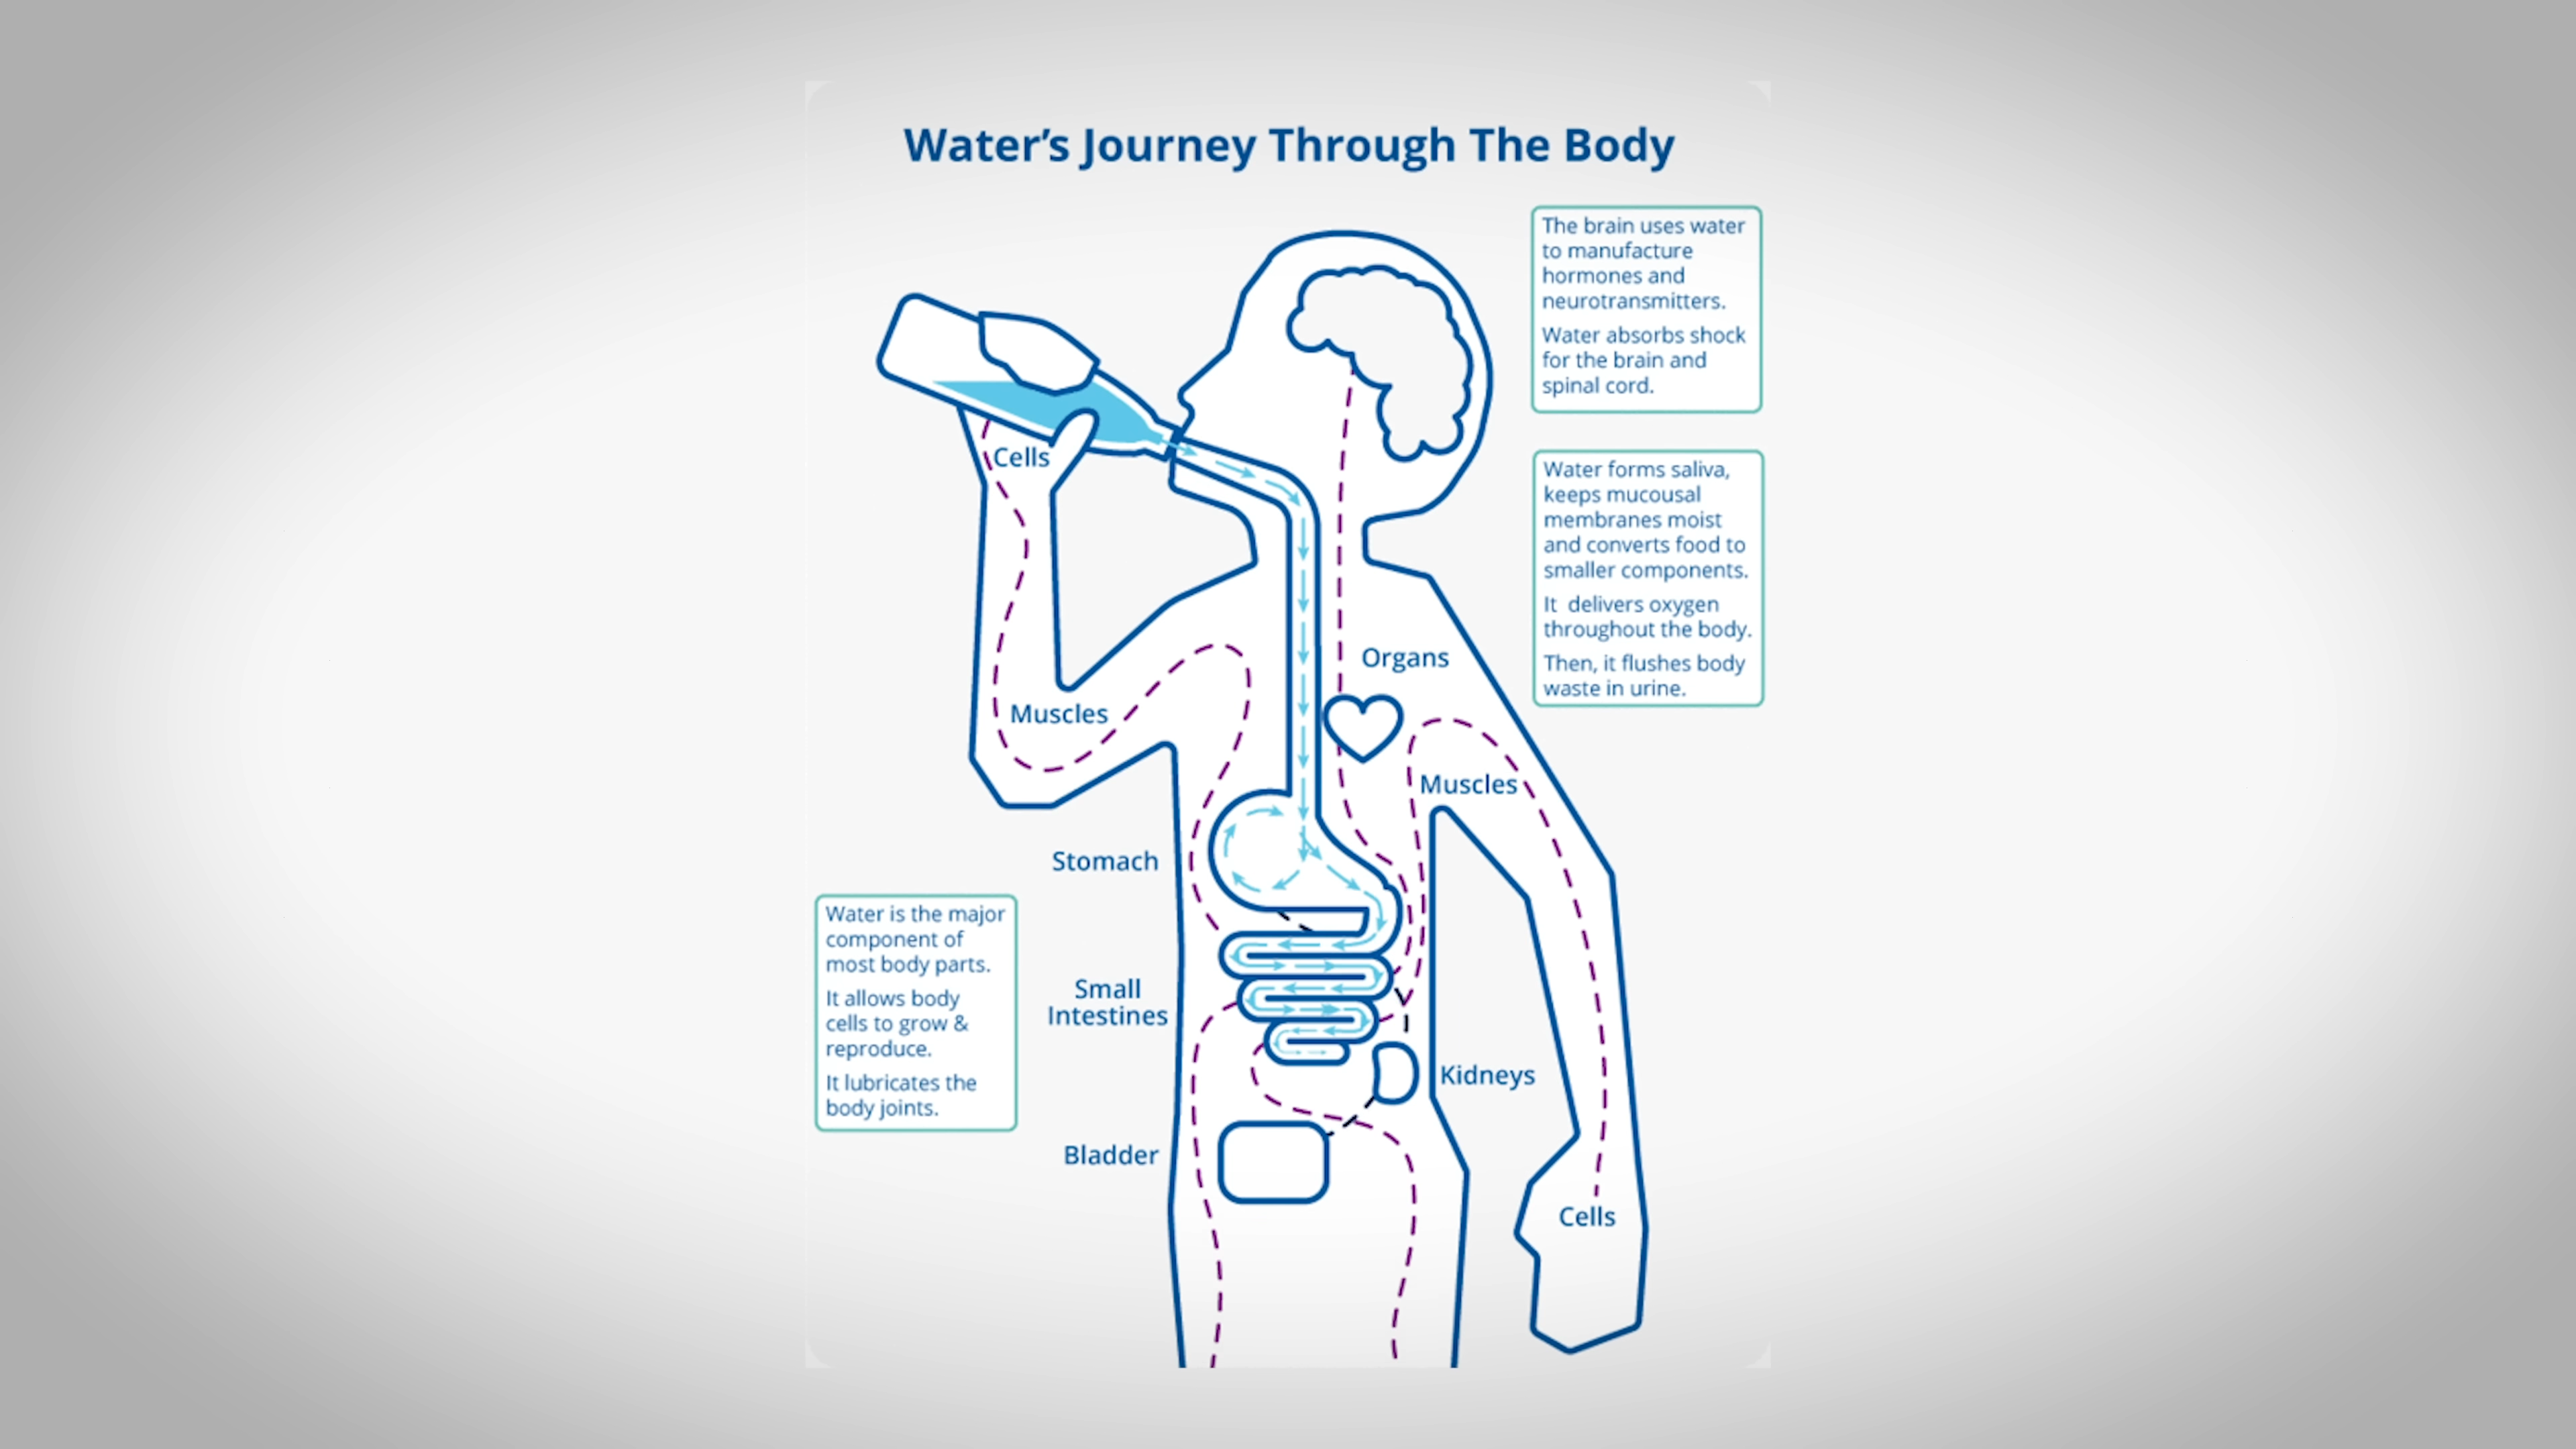 Water's Journey Through The Body
The brain uses water
to manufacture
hormones and
neurotransmitters.
Water absorbs shock
for the brain and
spinal cord.
Cells
Water forms saliva,
keeps mucousal
membranes moist
and converts food to
smaller components.
It delivers oxygen
throughout the body.
Then, it flushes body
waste in urine.
Organs
Muscles
Muscles
Stomach
Water is the major
component of
most body parts.
It allows body
cells to grow &
reproduce.
It lubricates the
body joints.
Small
Intestines
Kidneys
Bladder
Cells